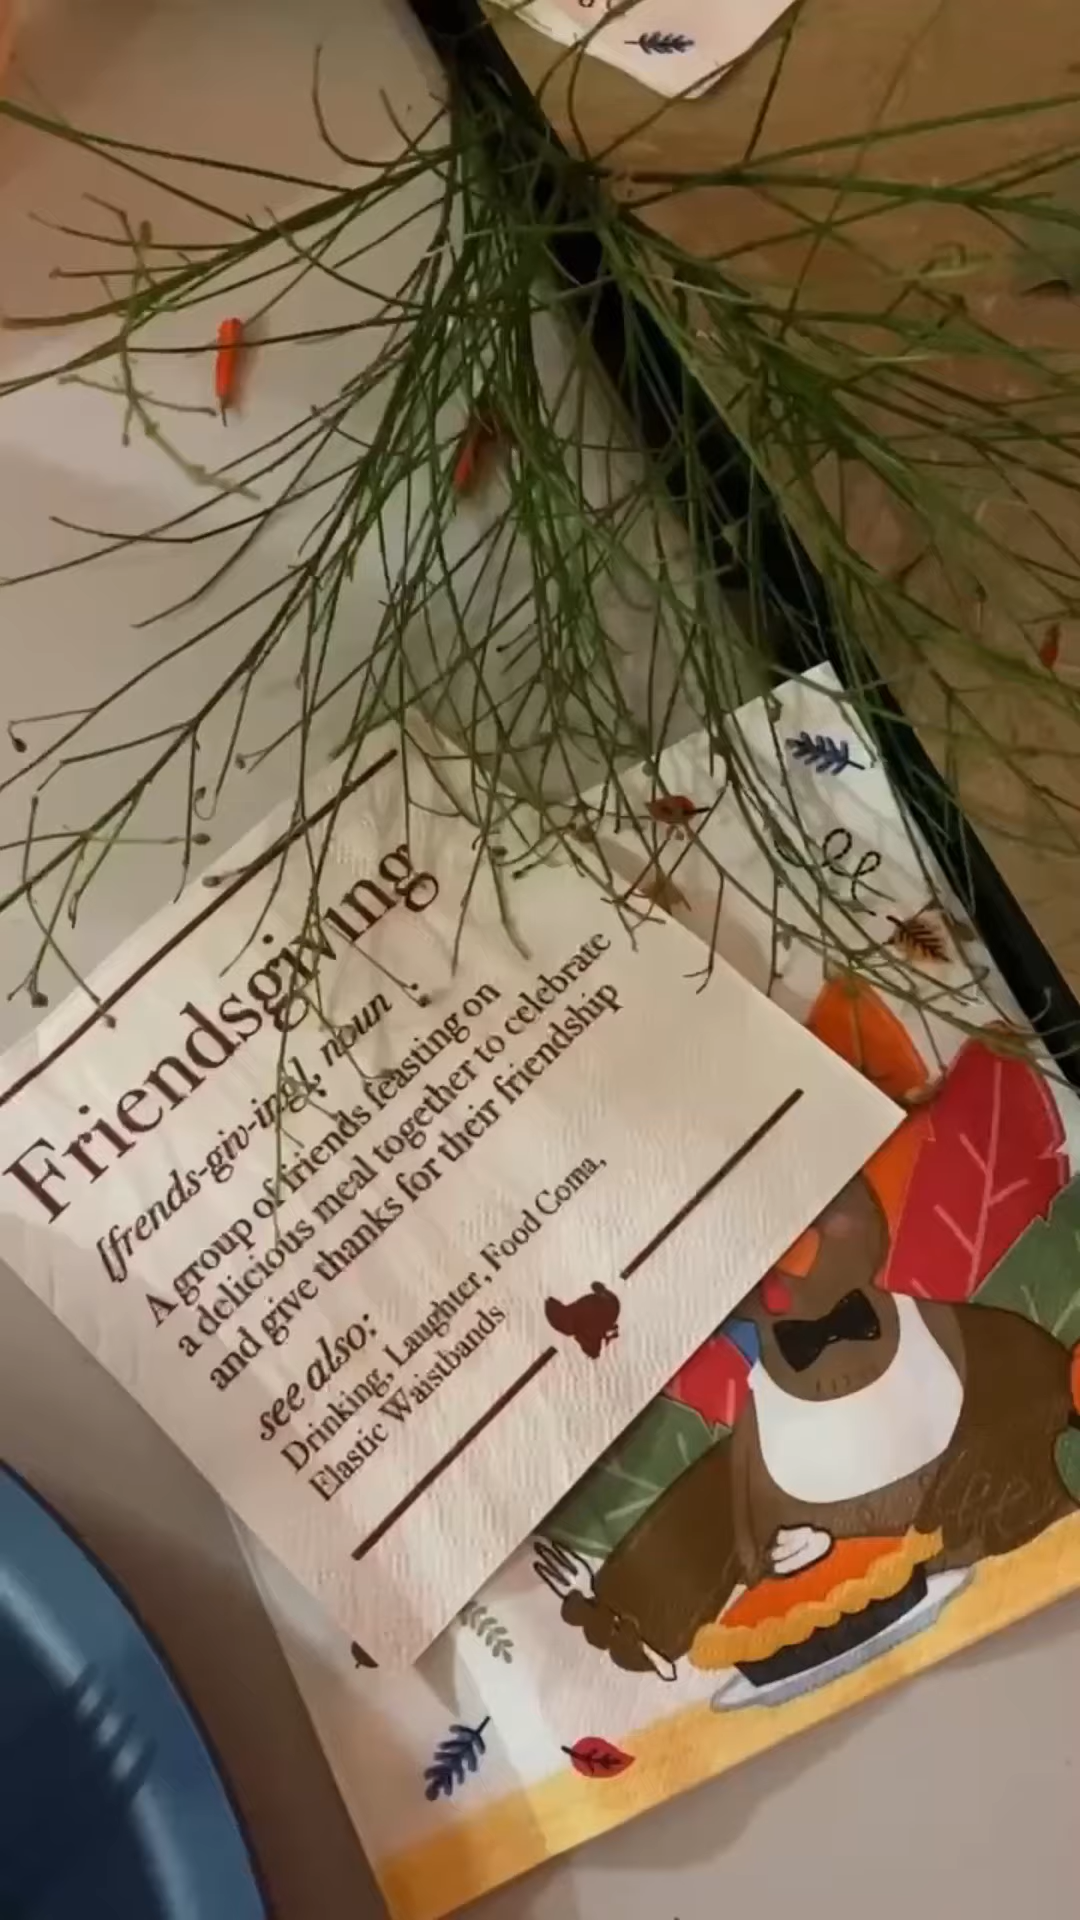 Friendsgiving
[frends-giv-ing], noun :
A group of friends feasting on
a delicious meal together to celebrate
and give thanks for their friendship
see also:
Drinking, Laughter, Food Coma,
Elastic Waistbands